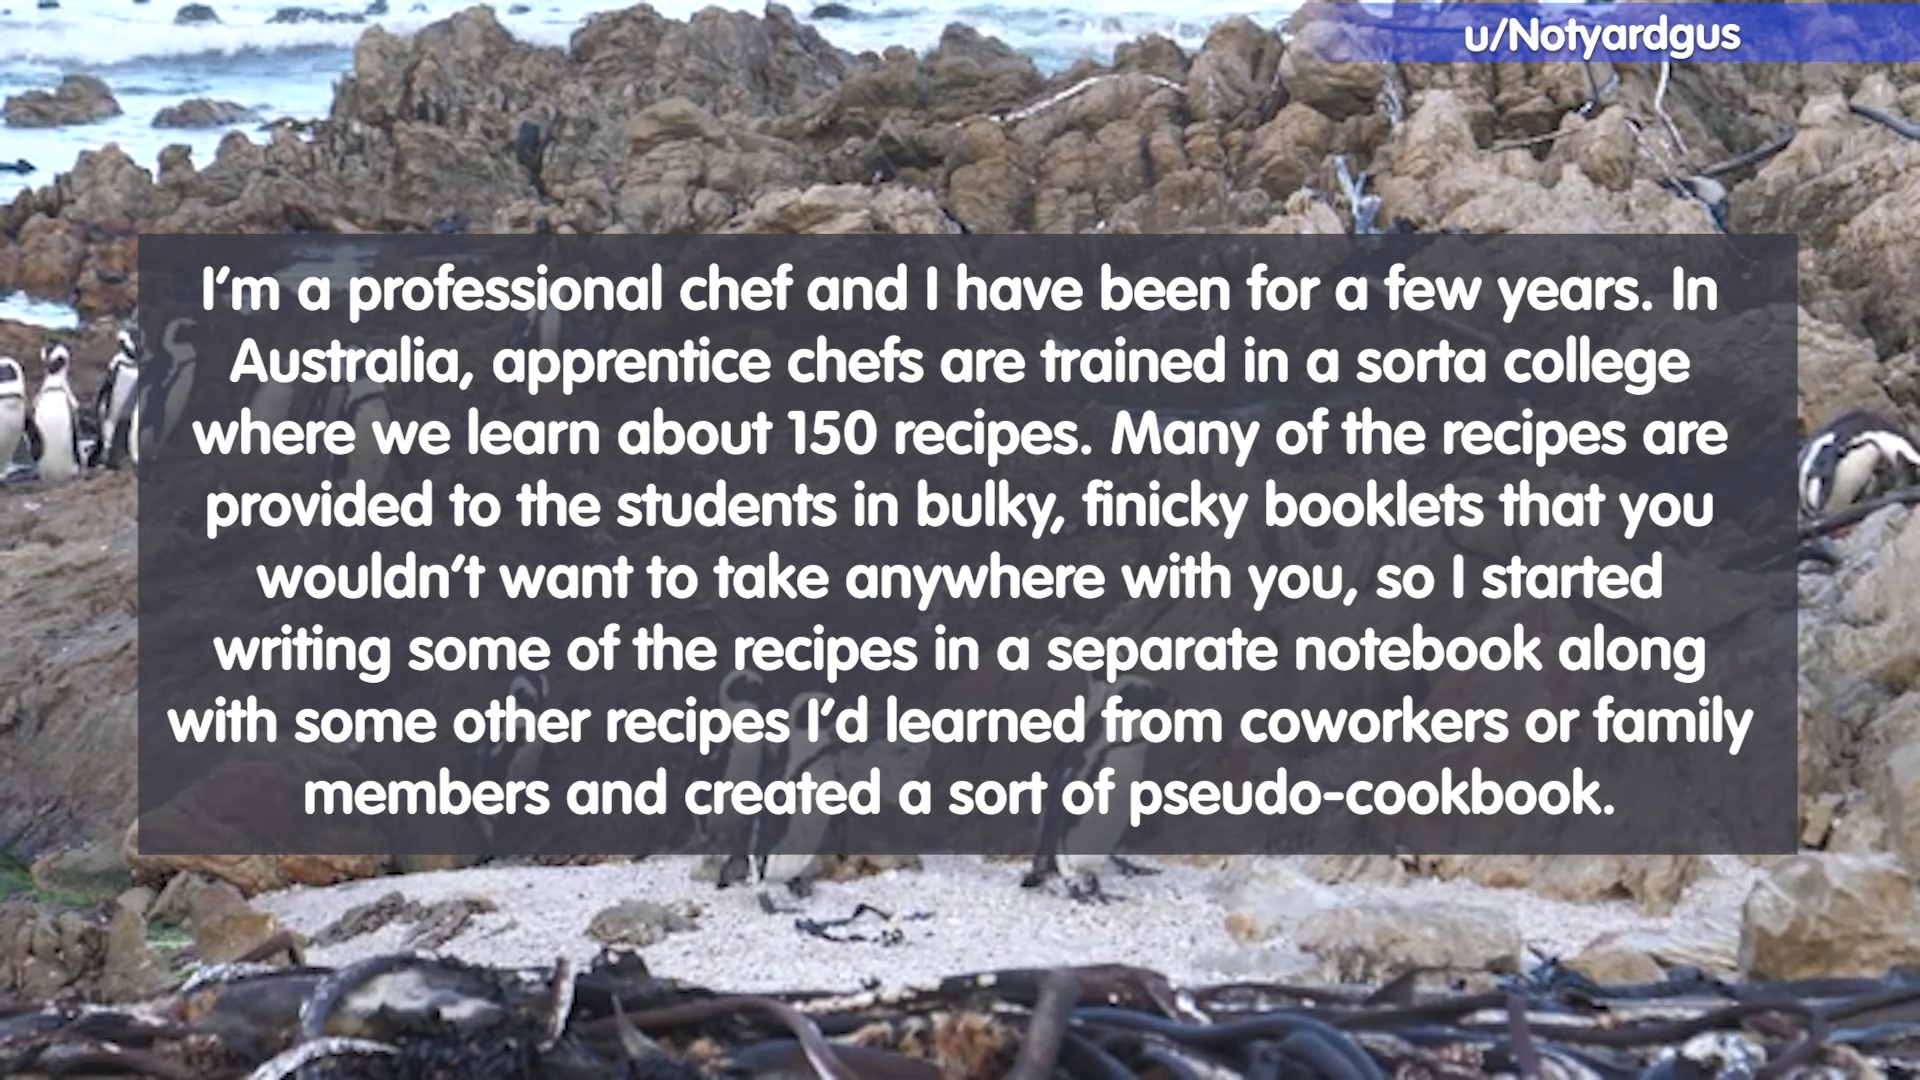 u/Notyardgus
I'm a professional chef and I have been for a few years. In
Australia, apprentice chefs are trained in a sorta college
where we learn about 150 recipes. Many of the recipes are
provided to the students in bulky, finicky booklets that you
wouldn't want to take anywhere with you, so I started
writing some of the recipes in a separate notebook along
with some other recipes I'd learned from coworkers or family
members and created a sort of pseudo-cookbook.